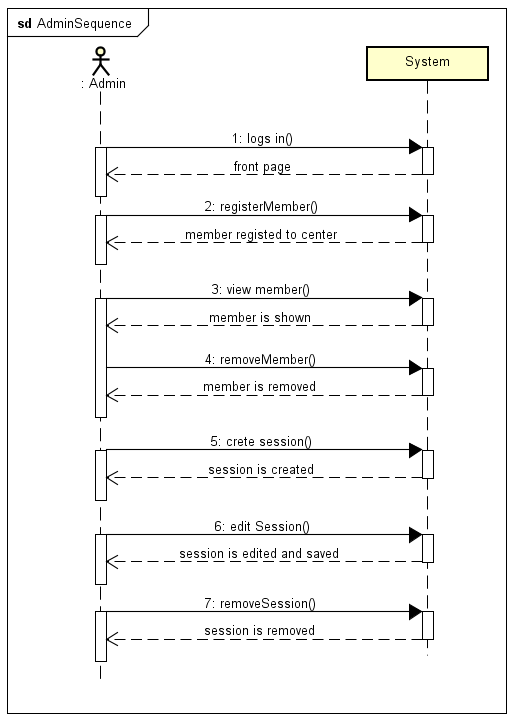 sd AdminSequence
: Admin
System
1: logs in()
front page
2: registerMember()
member registed to center
3: view member()
member is shown
4: removeMember()
member is removed
5: crete session()
session is created
6: edit Session()
session is edited and saved
7: removeSession()
session is removed